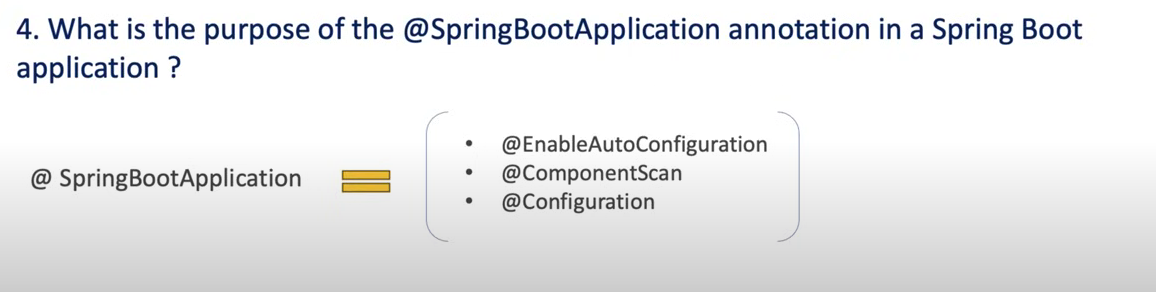 4. What is the purpose of the @SpringBootApplication annotation in a Spring Boot
application ?
@ SpringBootApplication
• @EnableAutoConfiguration
• @ComponentScan
• @Configuration